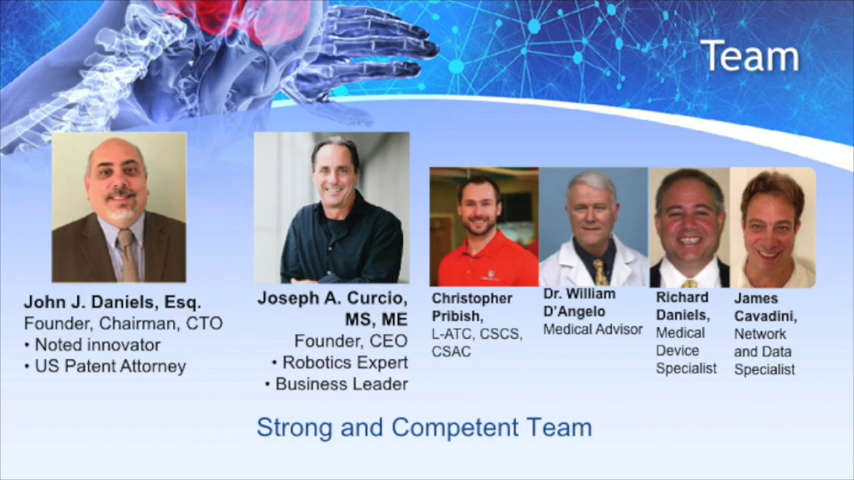 Team
John J. Daniels, Esq.
Founder, Chairman, CTO
• Noted innovator
• US Patent Attorney
Joseph A. Curcio,
MS, ME
Founder, CEO
• Robotics Expert
• Business Leader
Christopher
Pribish,
L-ATC, CSCS,
CSAC
Dr. William
D'Angelo
Medical Advisor
Richard
Daniels,
Medical
Device
Specialist
James
Cavadini,
Network
and Data
Specialist
Strong and Competent Team